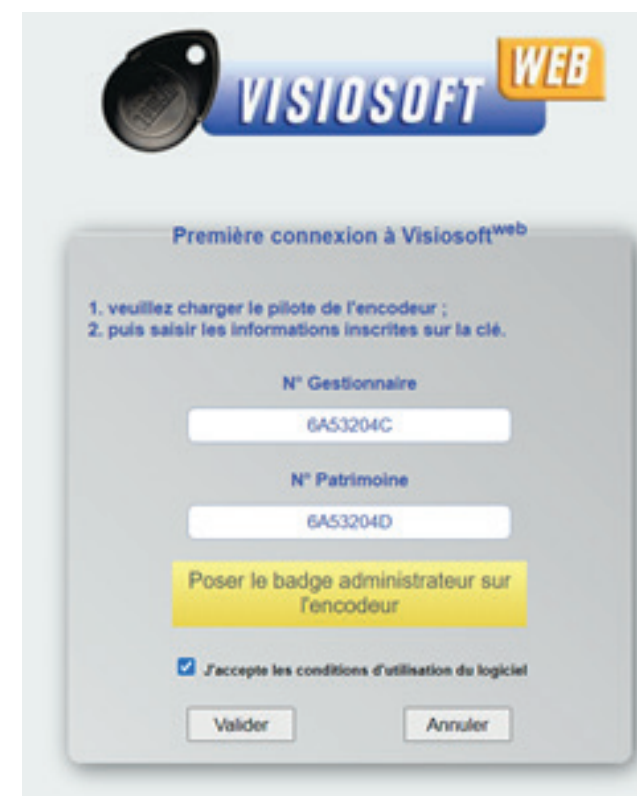 VISIOSOFT WEB
Première connexion à Visiosoftweb
1. veuillez charger le pilote de l'encodeur ;
2. puis saisir les informations inscrites sur la clé.
N° Gestionnaire
6A53204C
N° Patrimoine
6A53204D
Poser le badge administrateur sur
l'encodeur
J'accepte les conditions d'utilisation du logiciel
Valider
Annuler